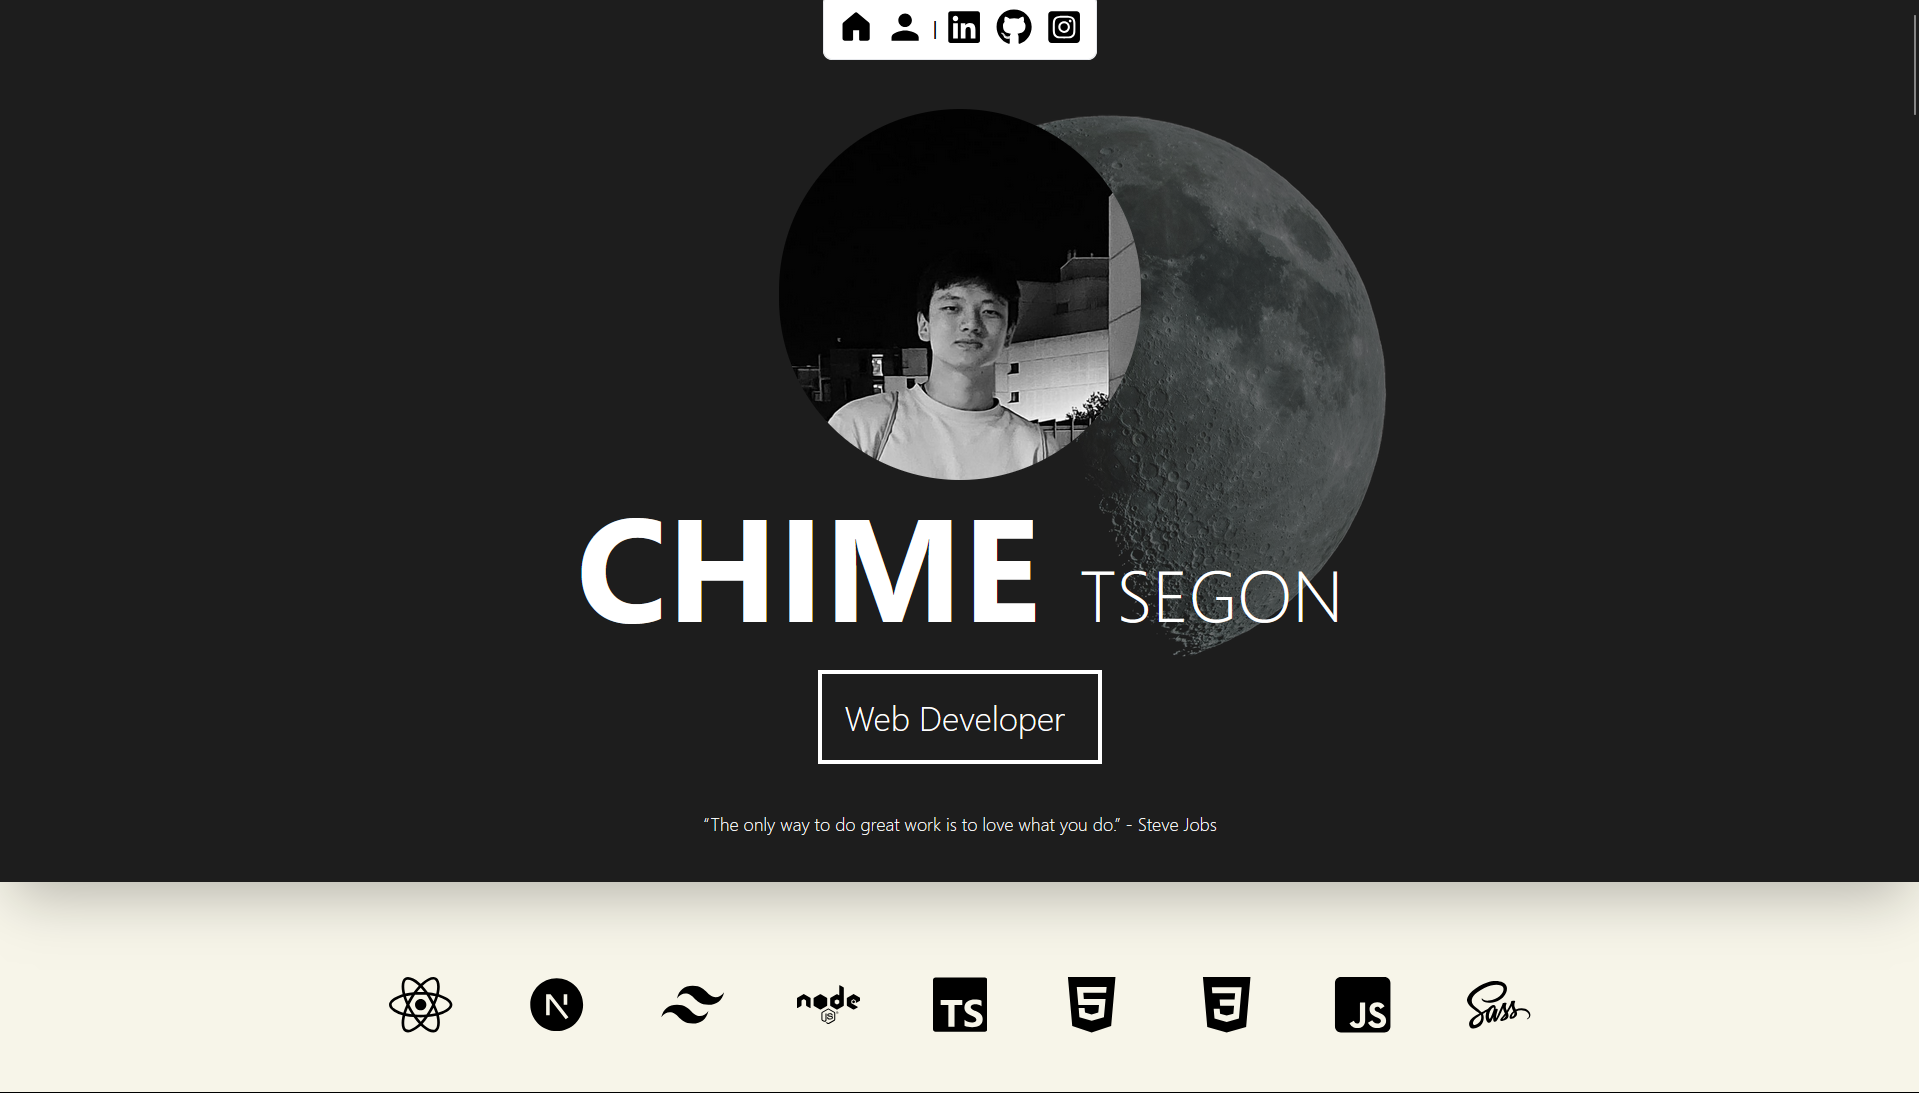 |
in
CHIME TSEGON
Web Developer
“The only way to do great work is to love what you do.” - Steve Jobs
N
node
JS
TS
5
3
JS
Sass